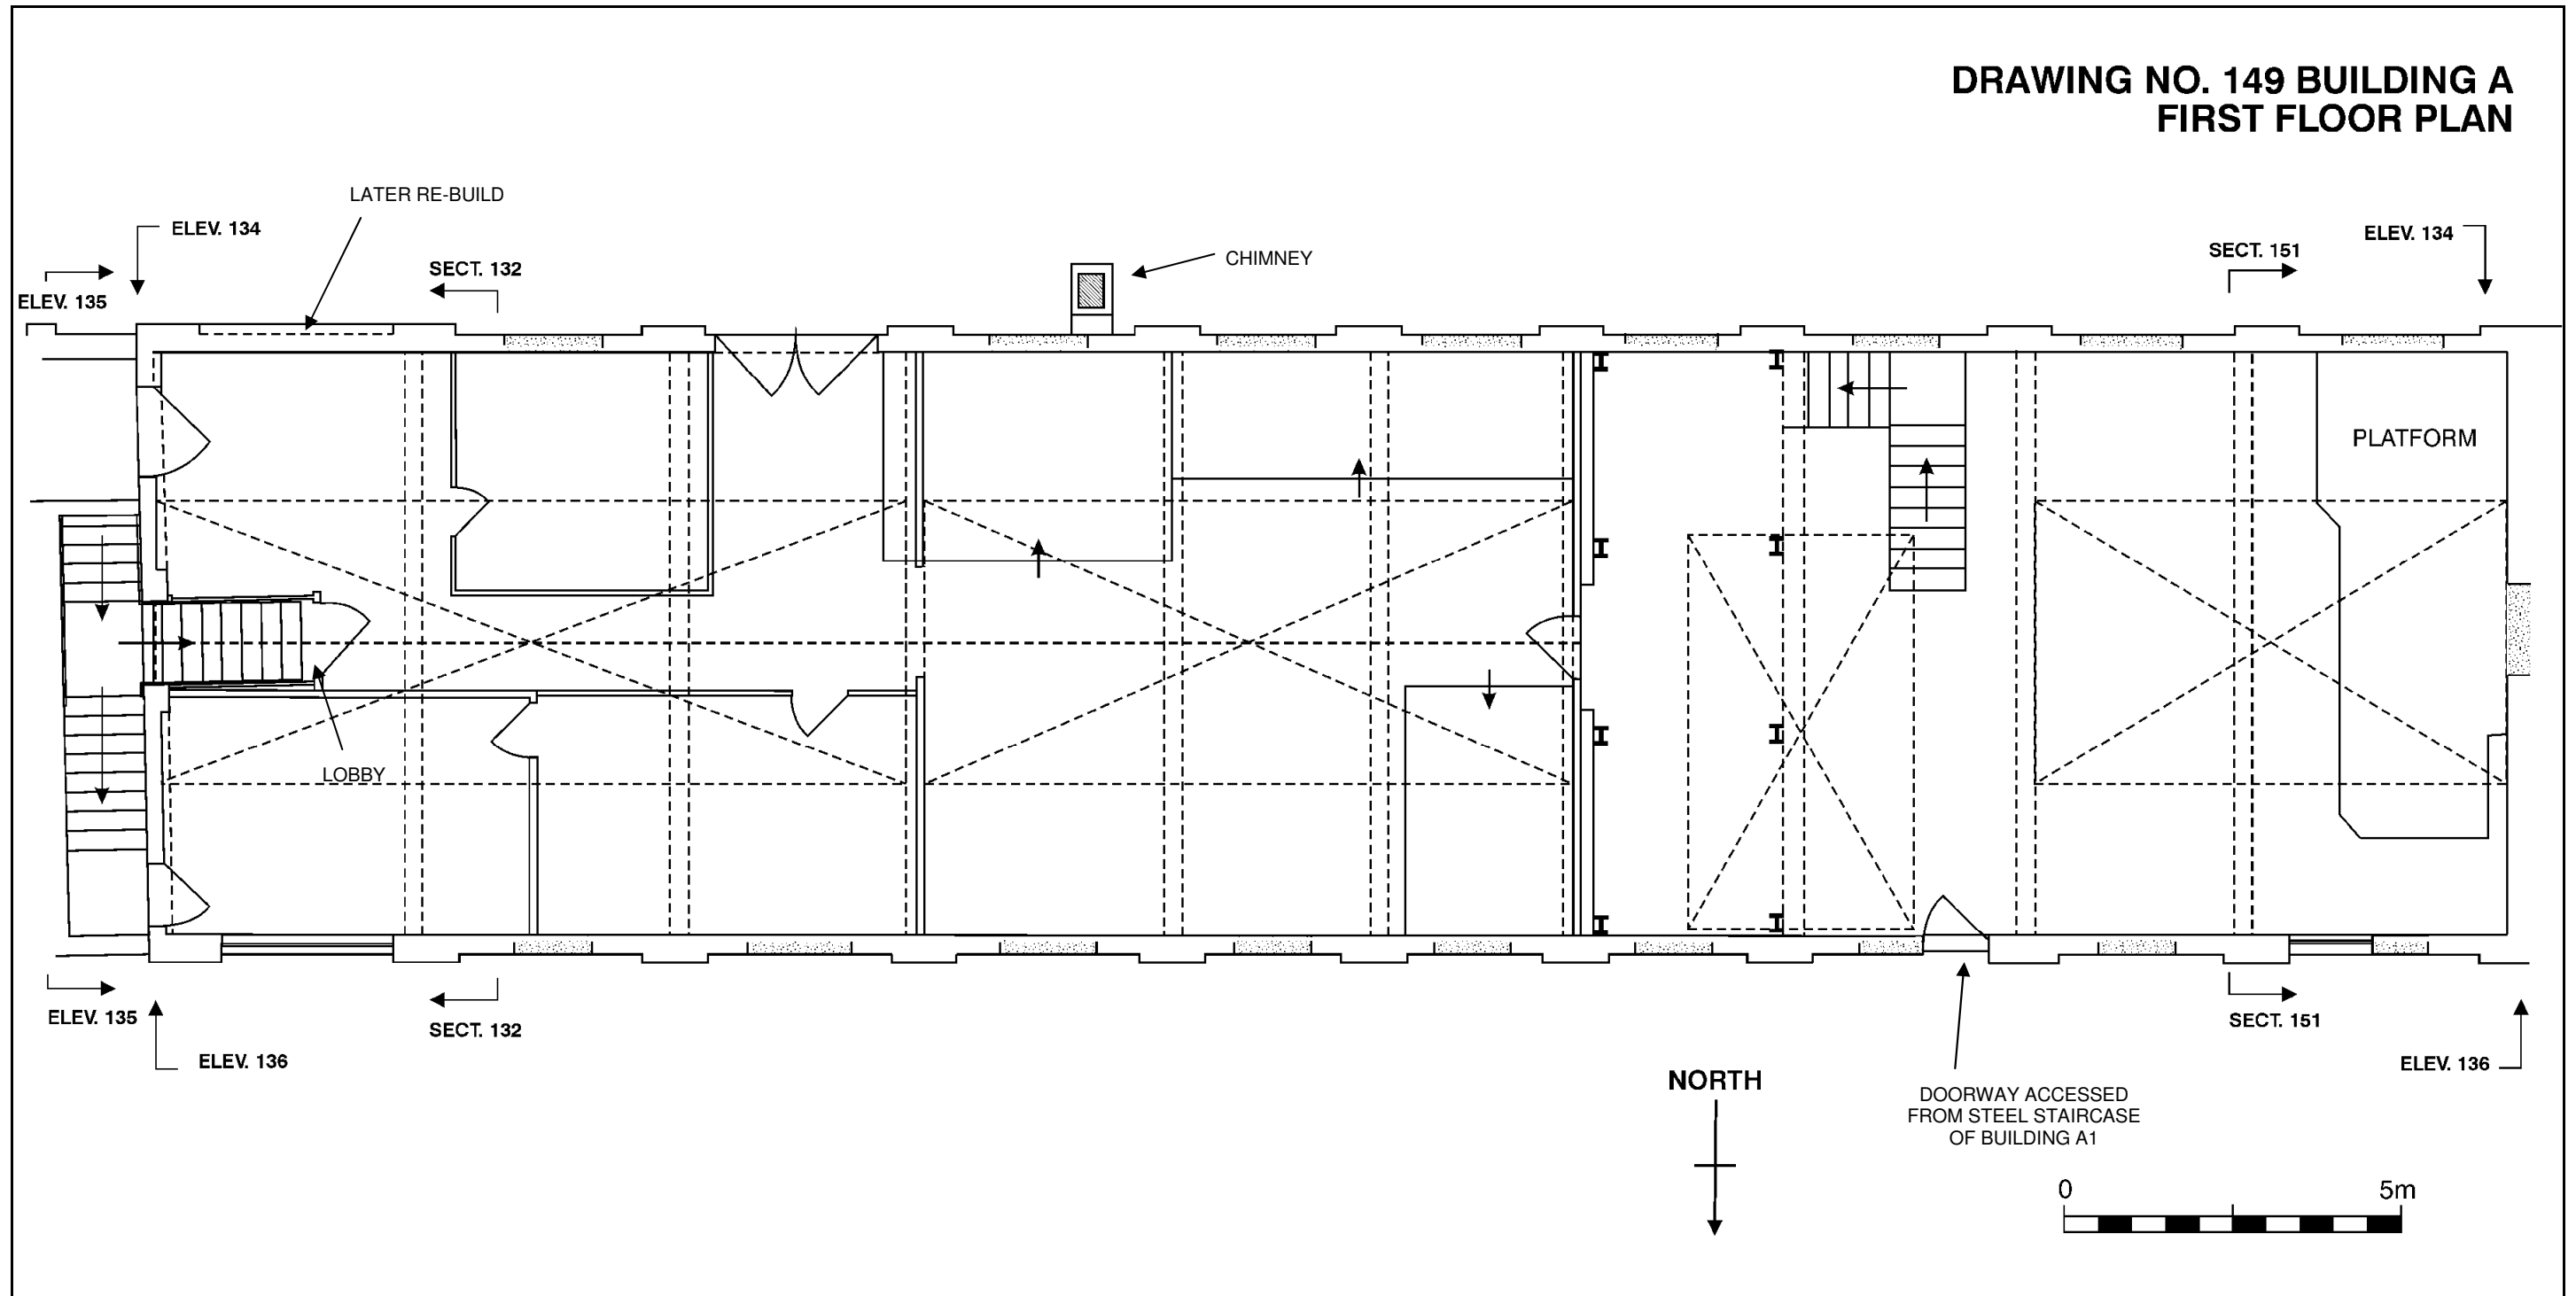 DRAWING NO. 149 BUILDING A
FIRST FLOOR PLAN
LATER RE-BUILD
ELEV. 134
ELEV. 134
SECT. 151
CHIMNEY
SECT. 132
ELEV. 135
PLATFORM
LOBBY
ELEV. 135
SECT. 132
SECT. 151
ELEV. 136
ELEV. 136
NORTH
DOORWAY ACCESSED
FROM STEEL STAIRCASE
OF BUILDING A1
0 5m